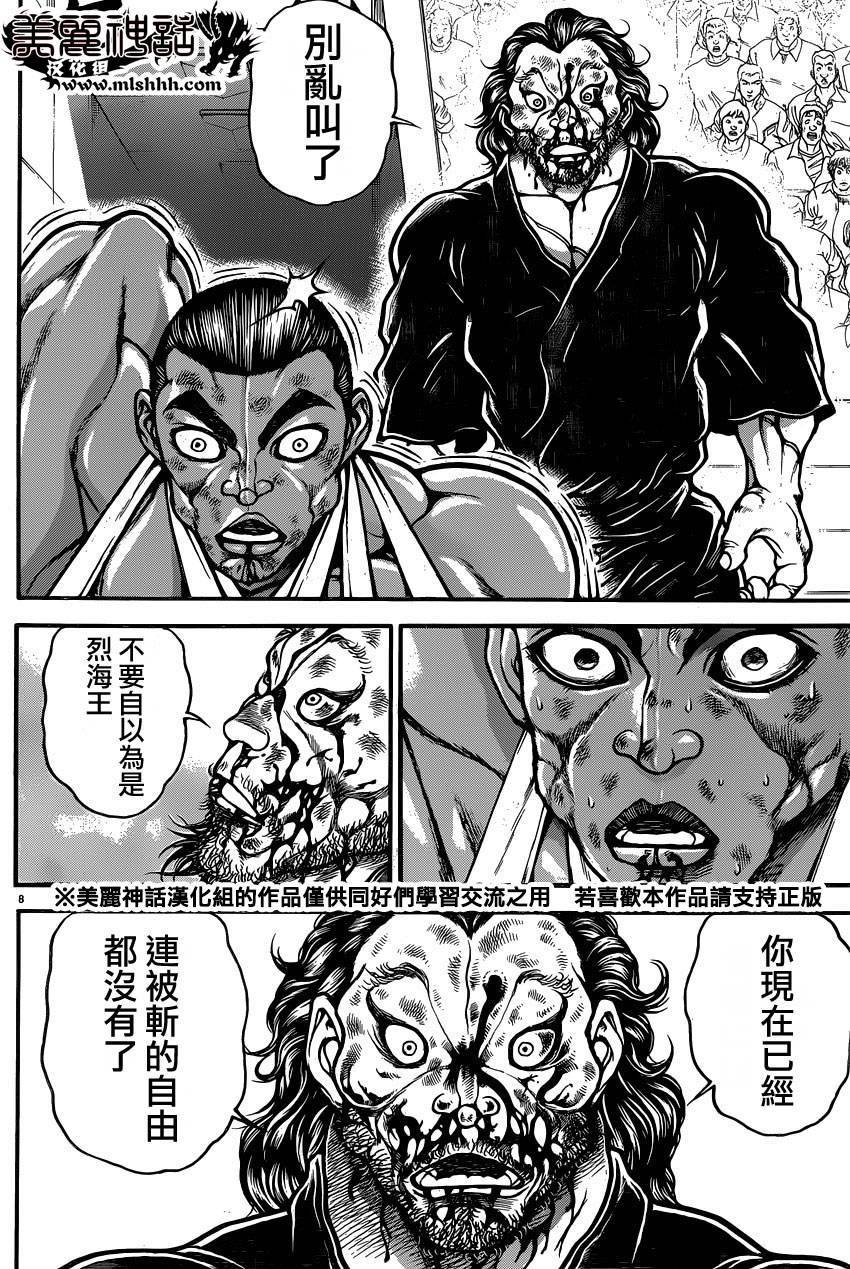 美麗神話
汉化组
www.mlshhh.com
別亂叫了
不要自以為是
烈海王
8
※美麗神話漢化組的作品僅供同好們學習交流之用 若喜歡本作品請支持正版
你現在已經
連被斬的自由
都沒有了